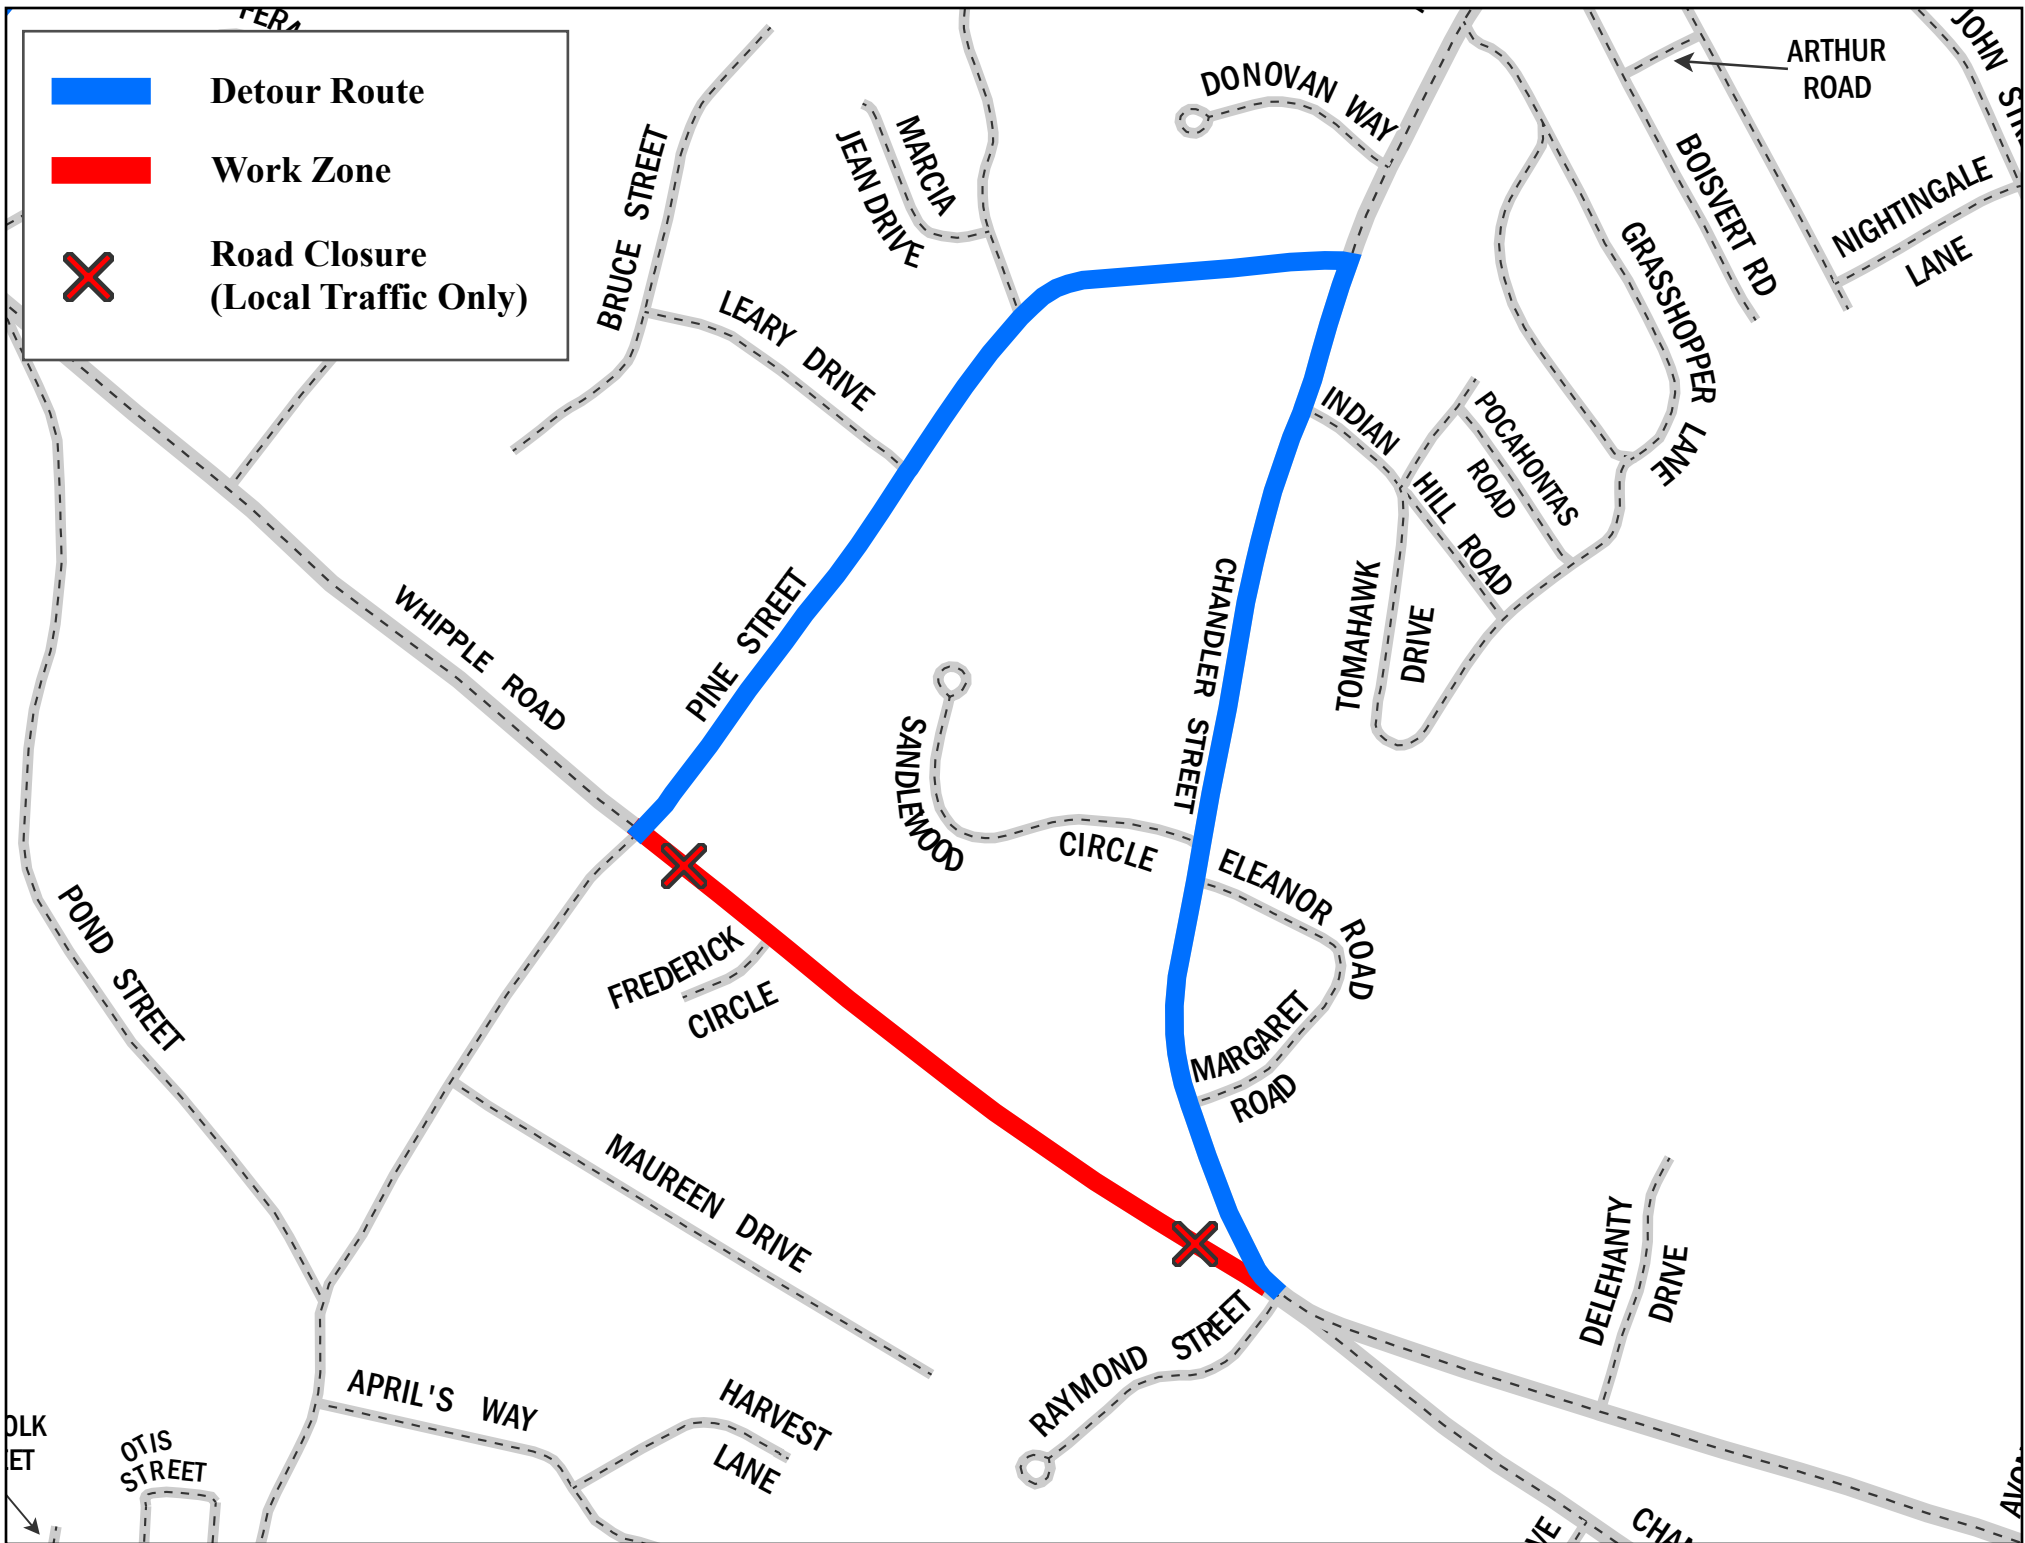 Detour Route
Work Zone
Road Closure
(Local Traffic Only)
DONOVAN WAY
ARTHUR
ROAD
JOHN
BRUCE STREET
MARCIA
JEAN DRIVE
BOISVERT RD
NIGHTINGALE
LANE
LEARY DRIVE
GRASSHOPPER LANE
INDIAN
HILL ROAD
POCAHONTAS
ROAD
TOMAHAWK
DRIVE
WHIPPLE ROAD
PINE STREET
CHANDLER STREET
SANDLEWOOD
CIRCLE
ELEANOR ROAD
MARGARET
ROAD
POND STREET
FREDERICK
CIRCLE
MAUREEN DRIVE
DELEHANTY
DRIVE
RAYMOND STREET
APRIL'S WAY
HARVEST
LANE
OTIS
STREET